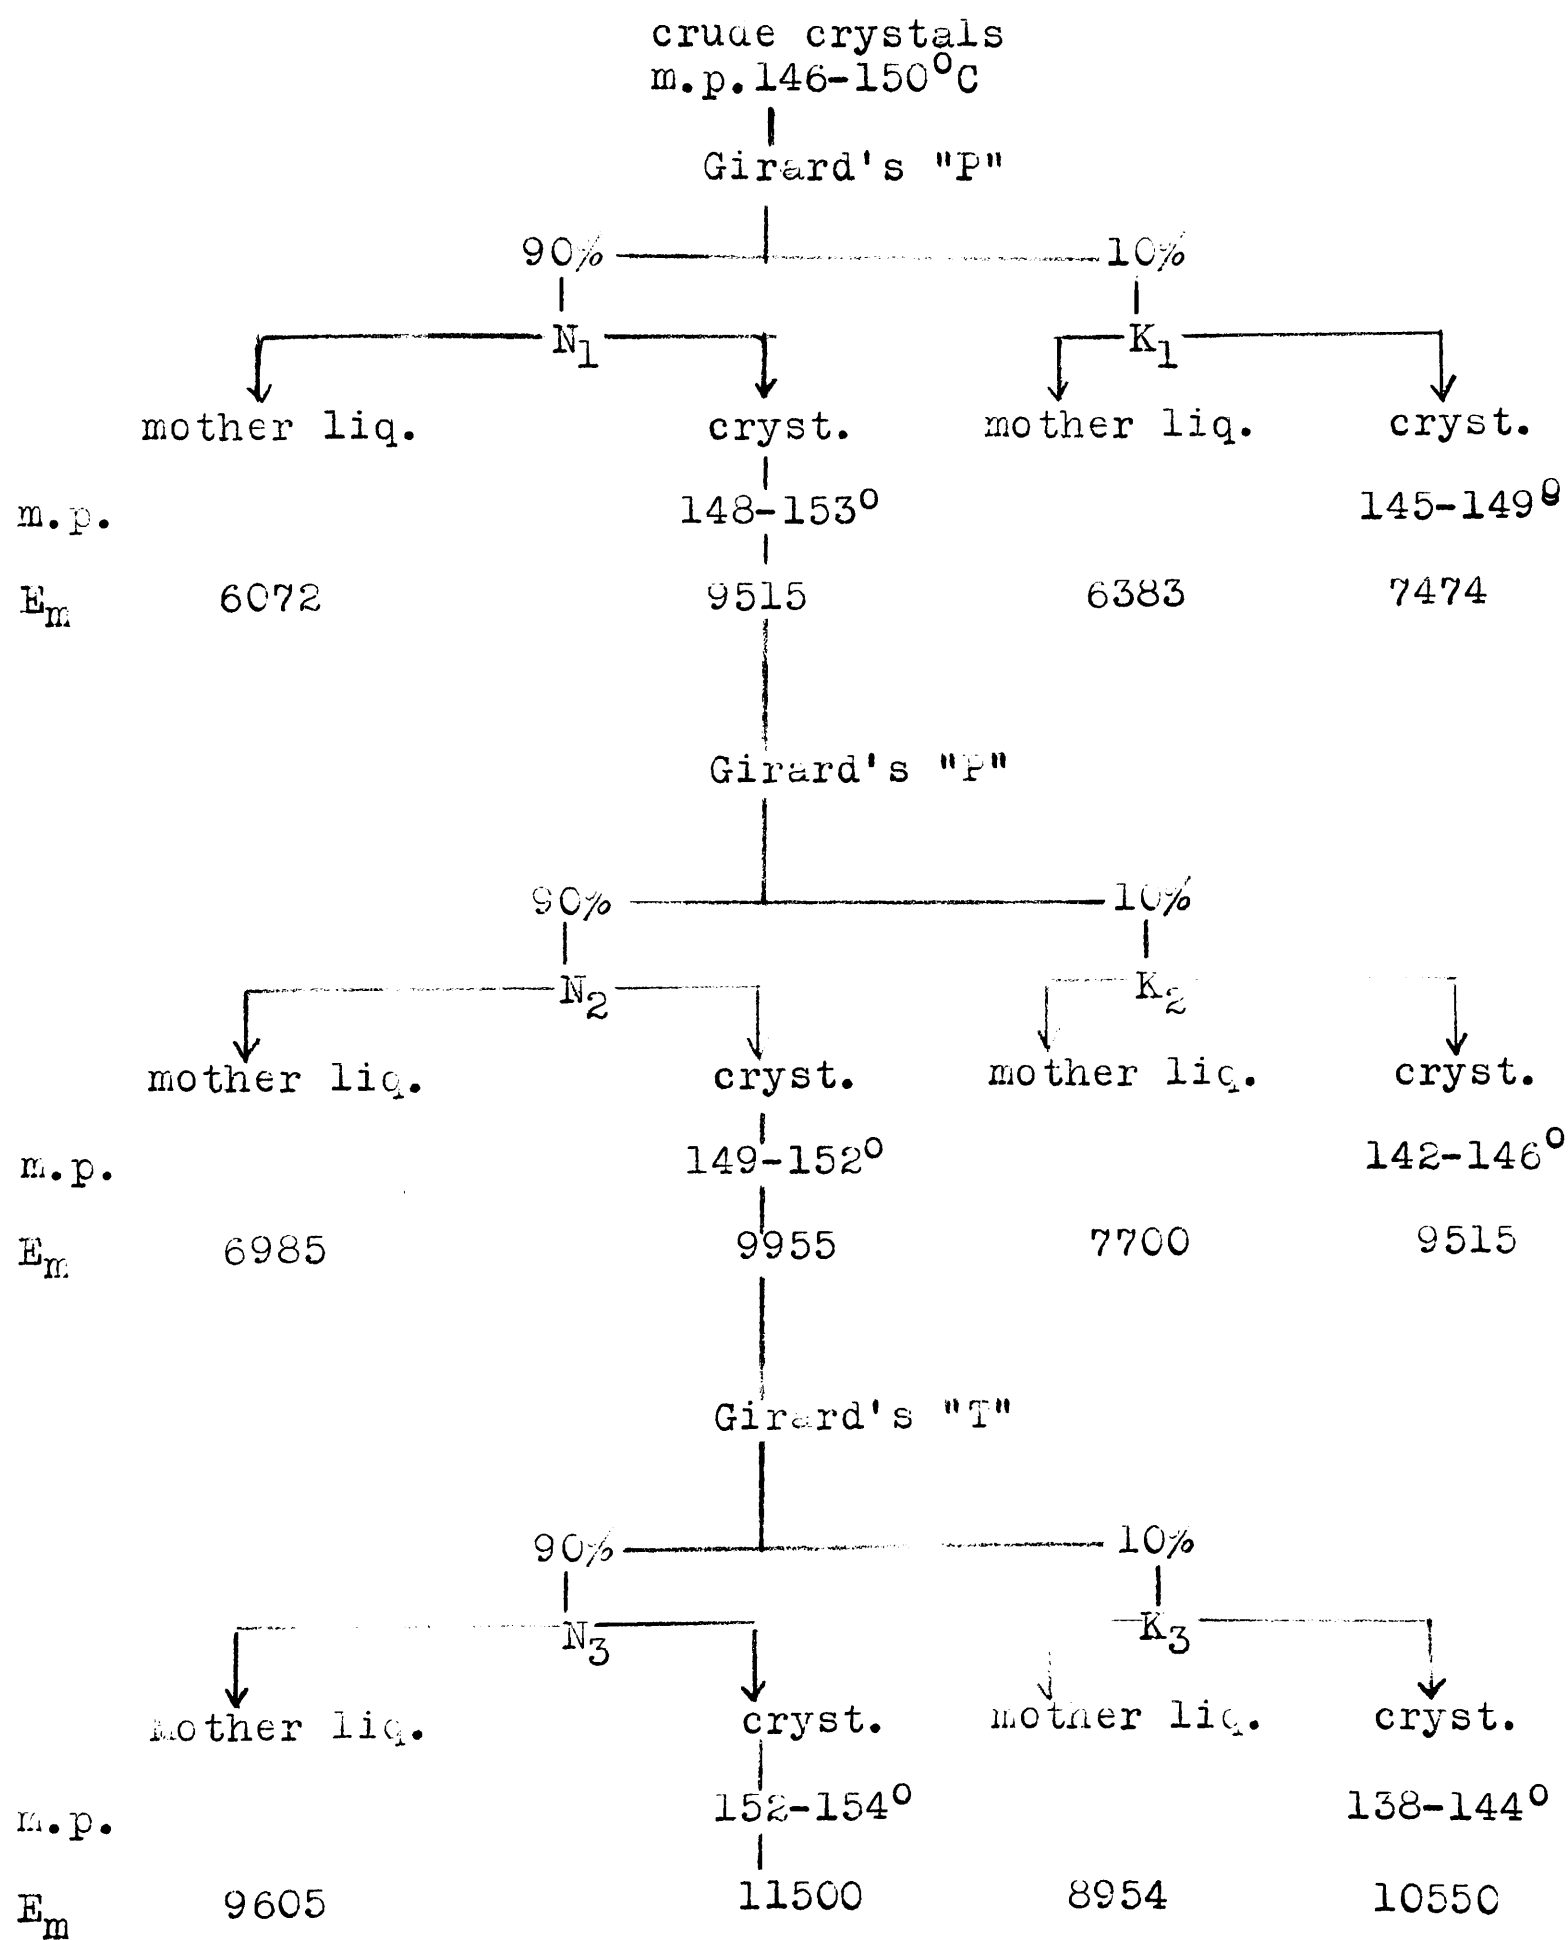 crude crystals
m.p.146-150°C
Girard's "P"
90% 10%
N₁ K₁
mother liq. cryst. mother liq. cryst.
m.p. 148-153° 145-149°
Eₘ 6072 9515 6383 7474
Girard's "P"
90% 10%
N₂ K₂
mother liq. cryst. mother liq. cryst.
m.p. 149-152° 142-146°
Eₘ 6985 9955 7700 9515
Girard's "T"
90% 10%
N₃ K₃
mother liq. cryst. mother liq. cryst.
m.p. 152-154° 138-144°
Eₘ 9605 11500 8954 10550